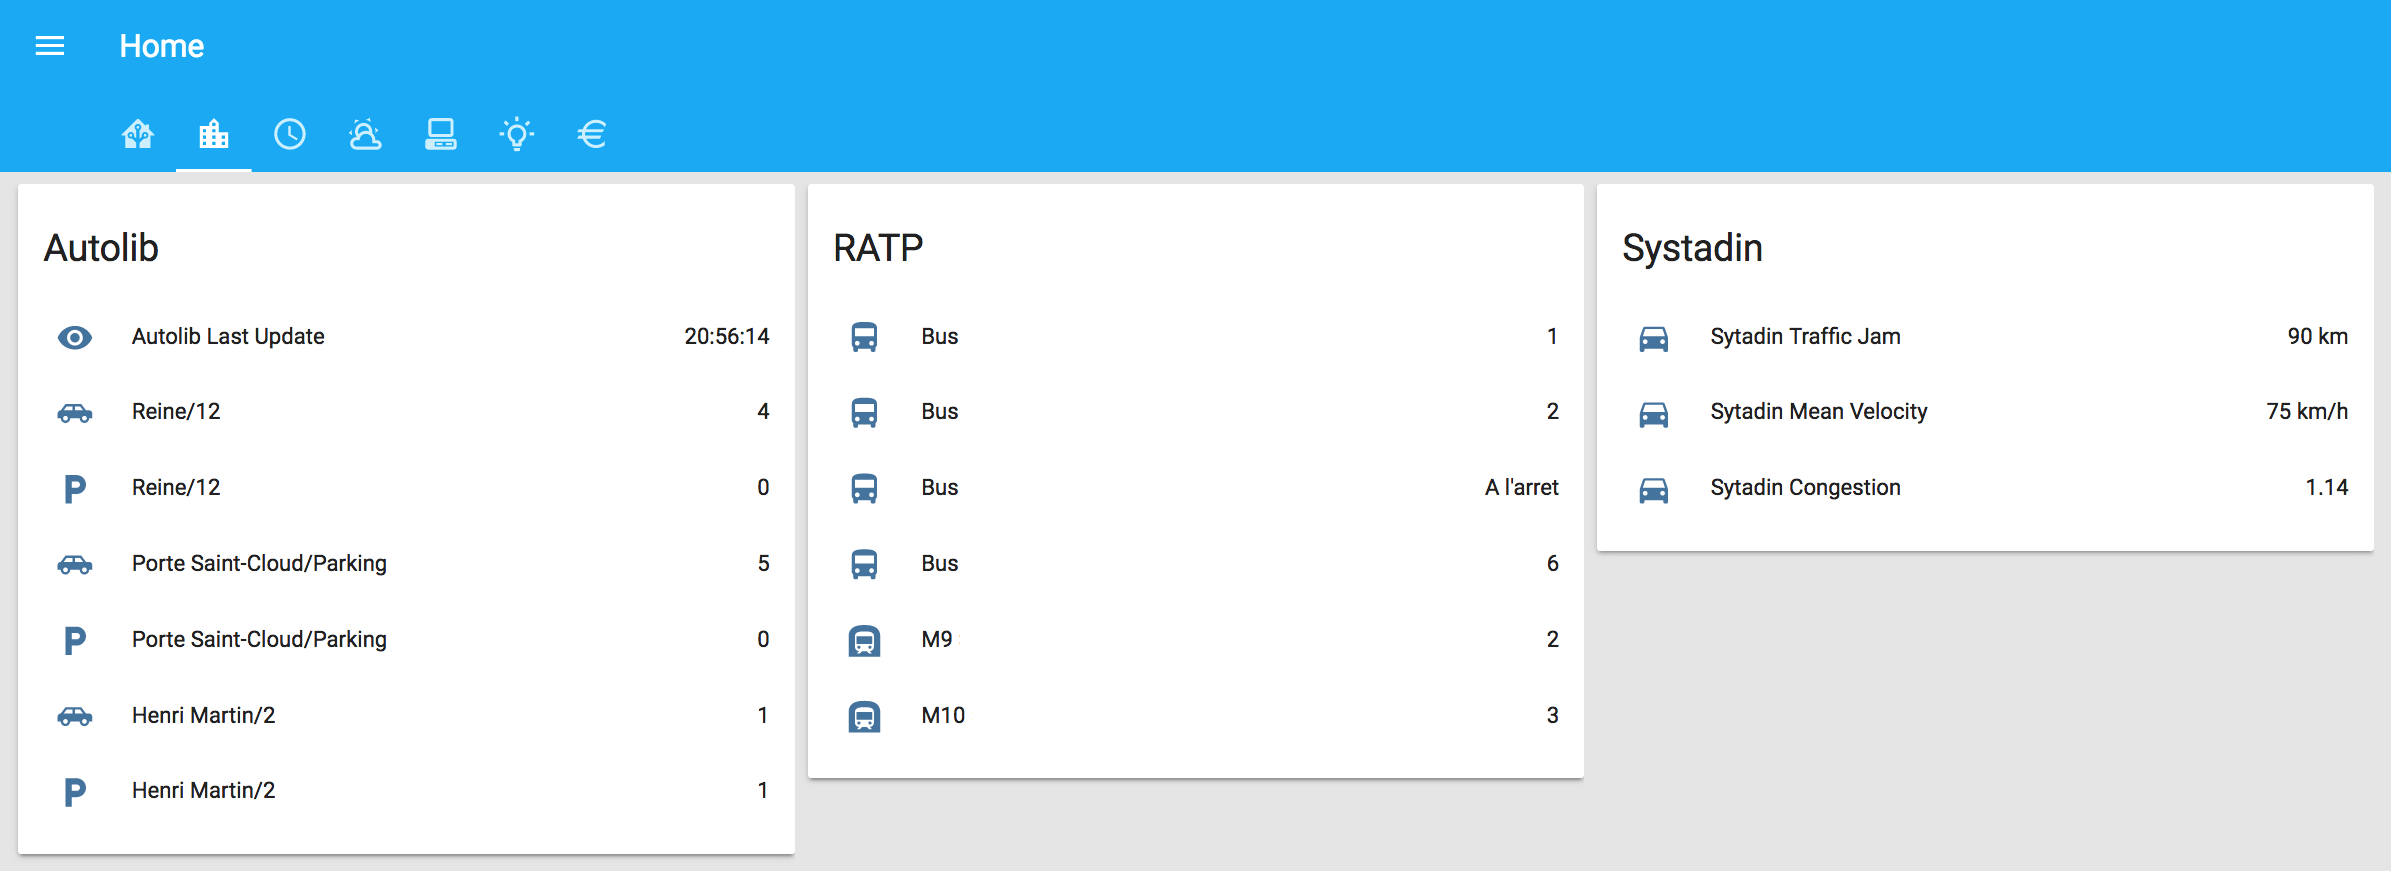 Home
Autolib
Autolib Last Update 20:56:14
Reine/12 4
P Reine/12 0
Porte Saint-Cloud/Parking 5
P Porte Saint-Cloud/Parking 0
Henri Martin/2 1
P Henri Martin/2 1
RATP
Bus 1
Bus 2
Bus A l'arret
Bus 6
M9 2
M10 3
Systadin
Sytadin Traffic Jam 90 km
Sytadin Mean Velocity 75 km/h
Sytadin Congestion 1.14